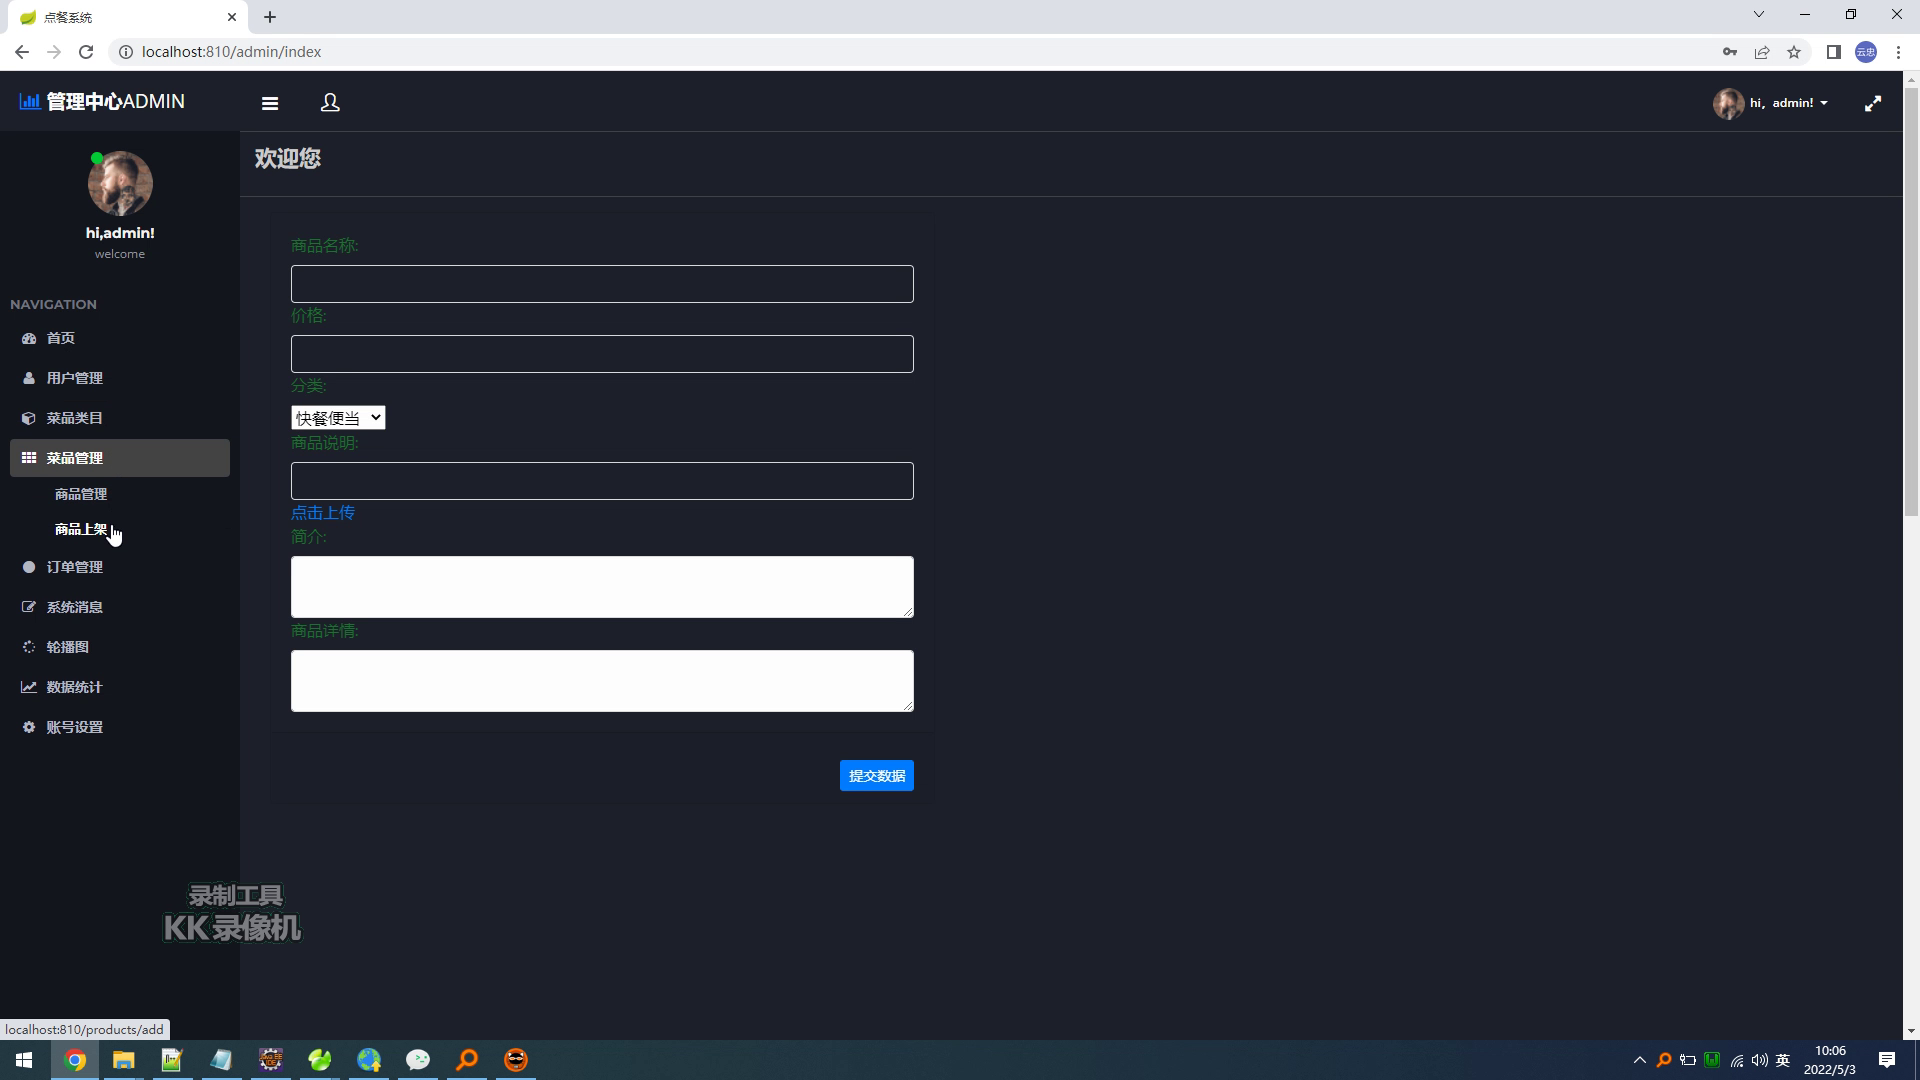 点餐系统
localhost:810/admin/index
云忠
管理中心ADMIN
hi，admin!
hi,admin!
welcome
NAVIGATION
首页
用户管理
菜品类目
菜品管理
商品管理
商品上架
订单管理
系统消息
轮播图
数据统计
账号设置
欢迎您
商品名称:
价格:
分类:
快餐便当
商品说明:
点击上传
简介:
商品详情:
提交数据
录制工具
KK录像机
localhost:810/products/add
英
10:06
2022/5/3